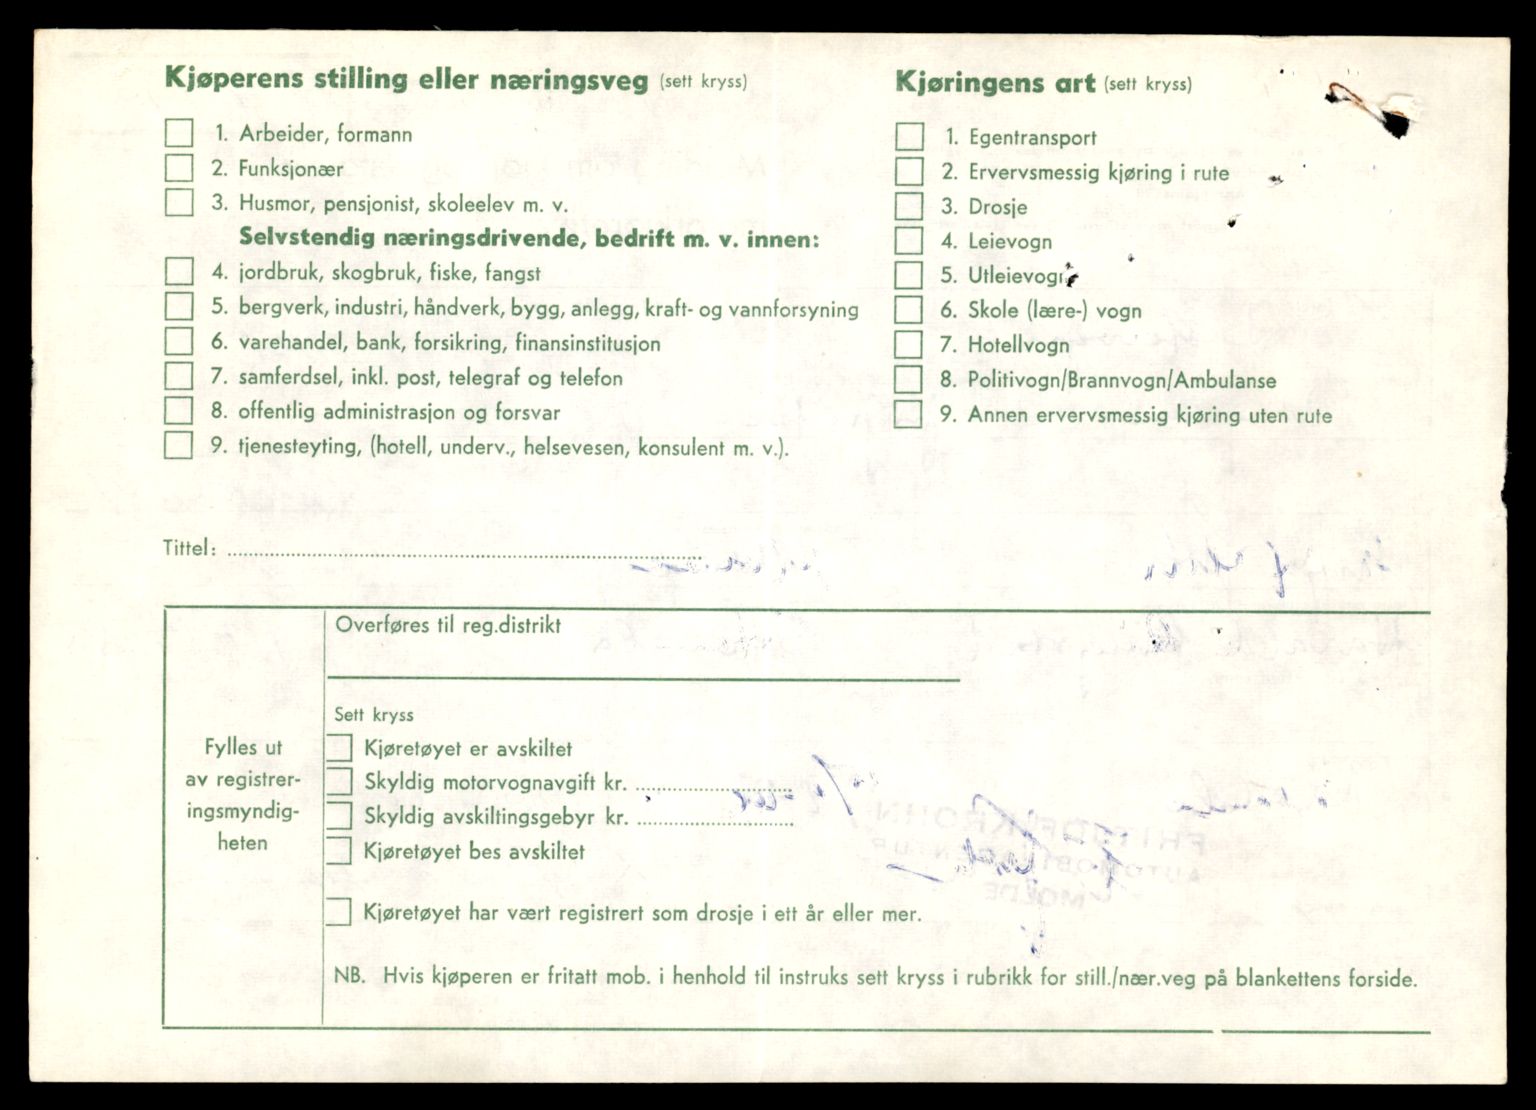 Kjøperens stilling eller næringsveg (sett kryss)
1. Arbeider, formann
2. Funksjonær
3. Husmor, pensjonist, skoleelev m. v.
Selvstendig næringsdrivende, bedrift m. v. innen:
4. jordbruk, skogbruk, fiske, fangst
5. bergverk, industri, håndverk, bygg, anlegg, kraft- og vannforsyning
6. varehandel, bank, forsikring, finansinstitusjon
7. samferdsel, inkl. post, telegraf og telefon
8. offentlig administrasjon og forsvar
9. tjenesteyting, (hotell, underv., helsevesen, konsulent m. v.).
Kjøringens art (sett kryss)
1. Egentransport
2. Ervervsmessig kjøring i rute
3. Drosje
4. Leievogn
5. Utleievogn
6. Skole (lære-) vogn
7. Hotellvogn
8. Politivogn/Brannvogn/Ambulanse
9. Annen ervervsmessig kjøring uten rute
Tittel:
Fylles ut
av registrer-
ingsmyndig-
heten
Overføres til reg.distrikt
Sett kryss
Kjøretøyet er avskiltet
Skyldig motorvognavgift kr.
Skyldig avskiltingsgebyr kr.
Kjøretøyet bes avskiltet
Kjøretøyet har vært registrert som drosje i ett år eller mer.
NB. Hvis kjøperen er fritatt mob. i henhold til instruks sett kryss i rubrikk for still./nær.veg på blankettens forside.